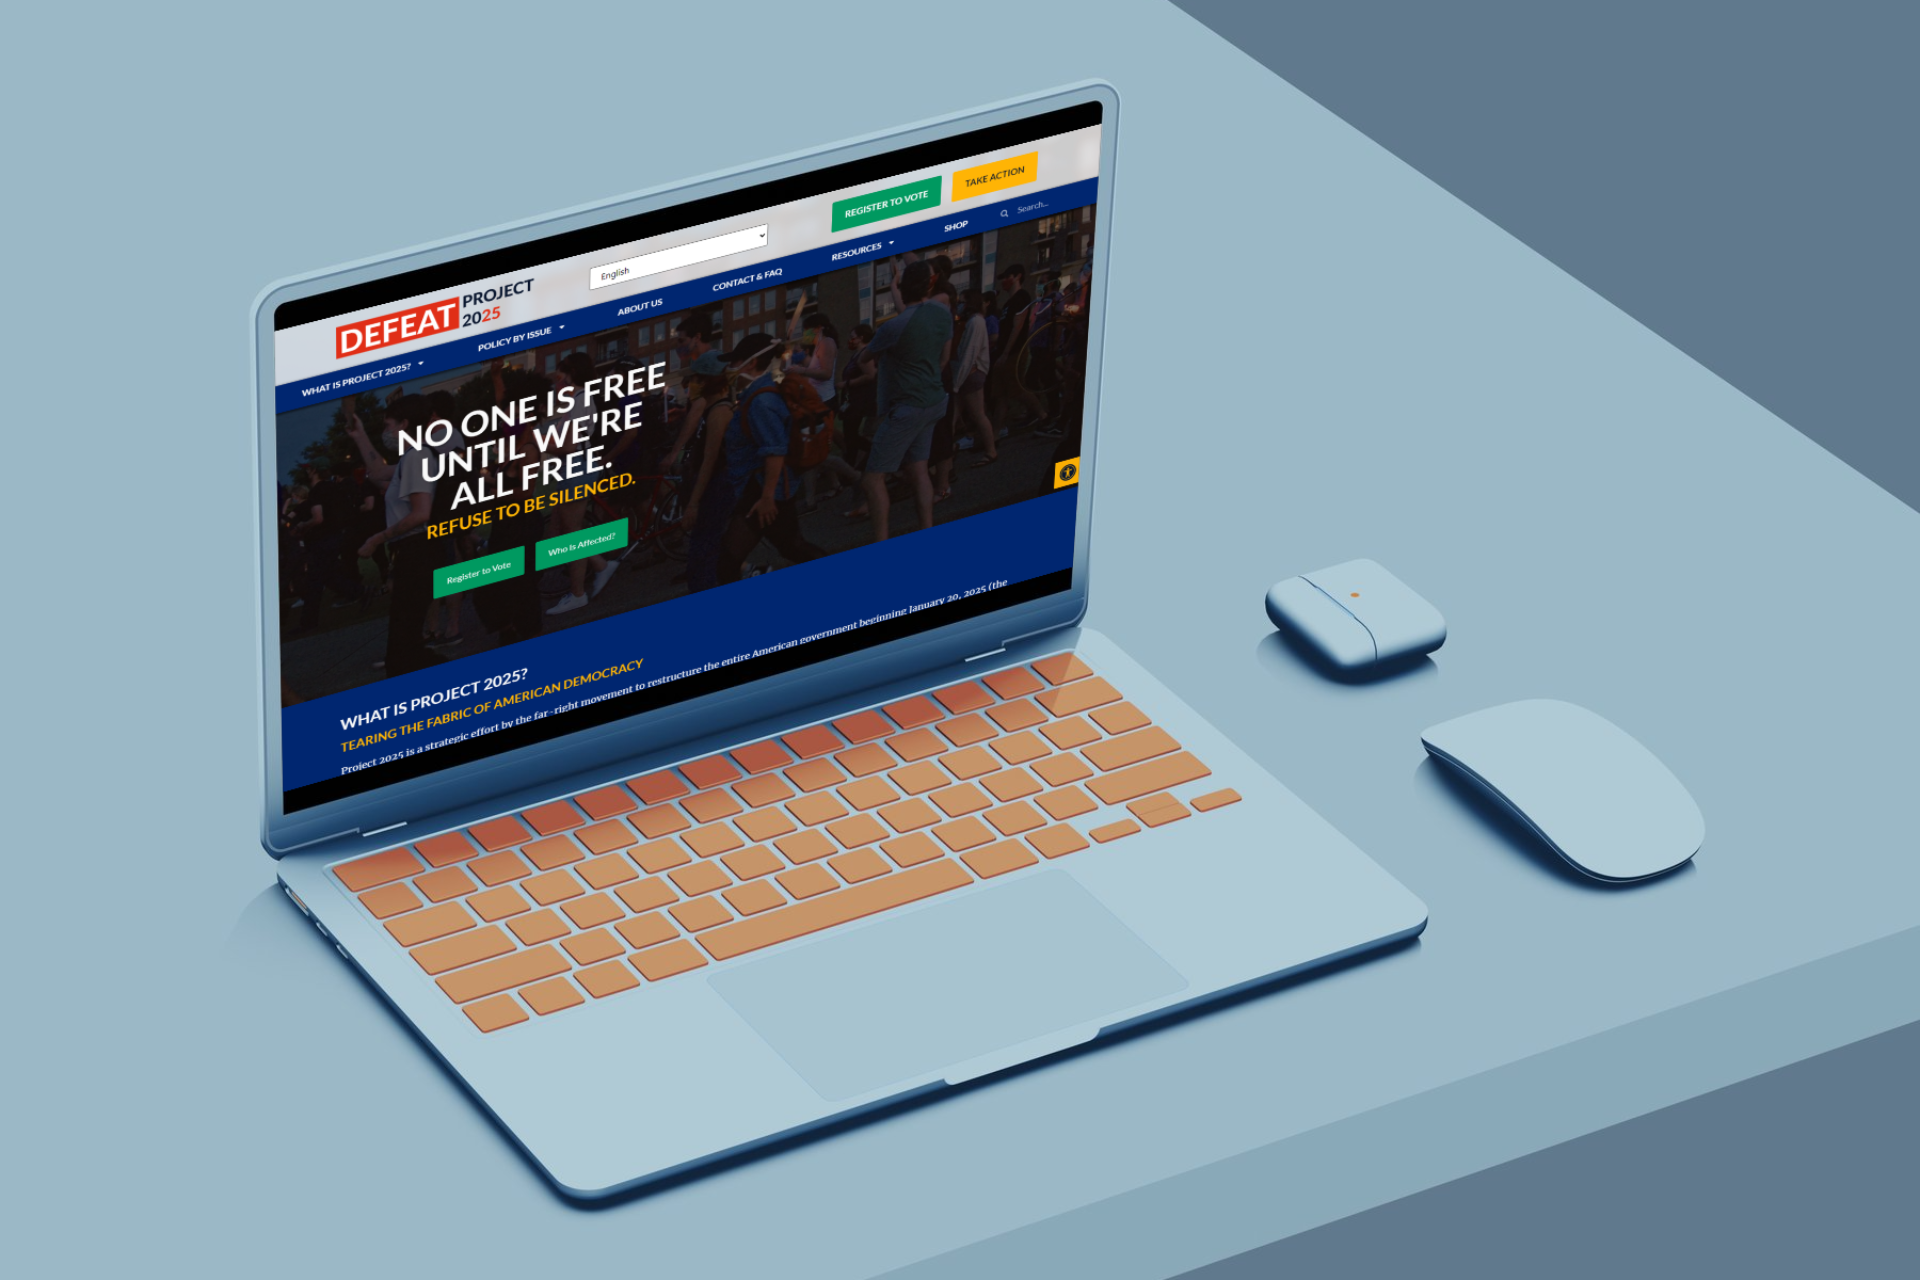 REGISTER TO VOTE
TAKE ACTION
English
DEFEAT
PROJECT
2025
WHAT IS PROJECT 2025?
POLICY BY ISSUE
ABOUT US
CONTACT & FAQ
RESOURCES
SHOP
Search...
NO ONE IS FREE
UNTIL WE'RE
ALL FREE.
REFUSE TO BE SILENCED.
Register to Vote
Who Is Affected?
WHAT IS PROJECT 2025?
TEARING THE FABRIC OF AMERICAN DEMOCRACY
Project 2025 is a strategic effort by the far-right movement to restructure the entire American government beginning January 20, 2025 (the